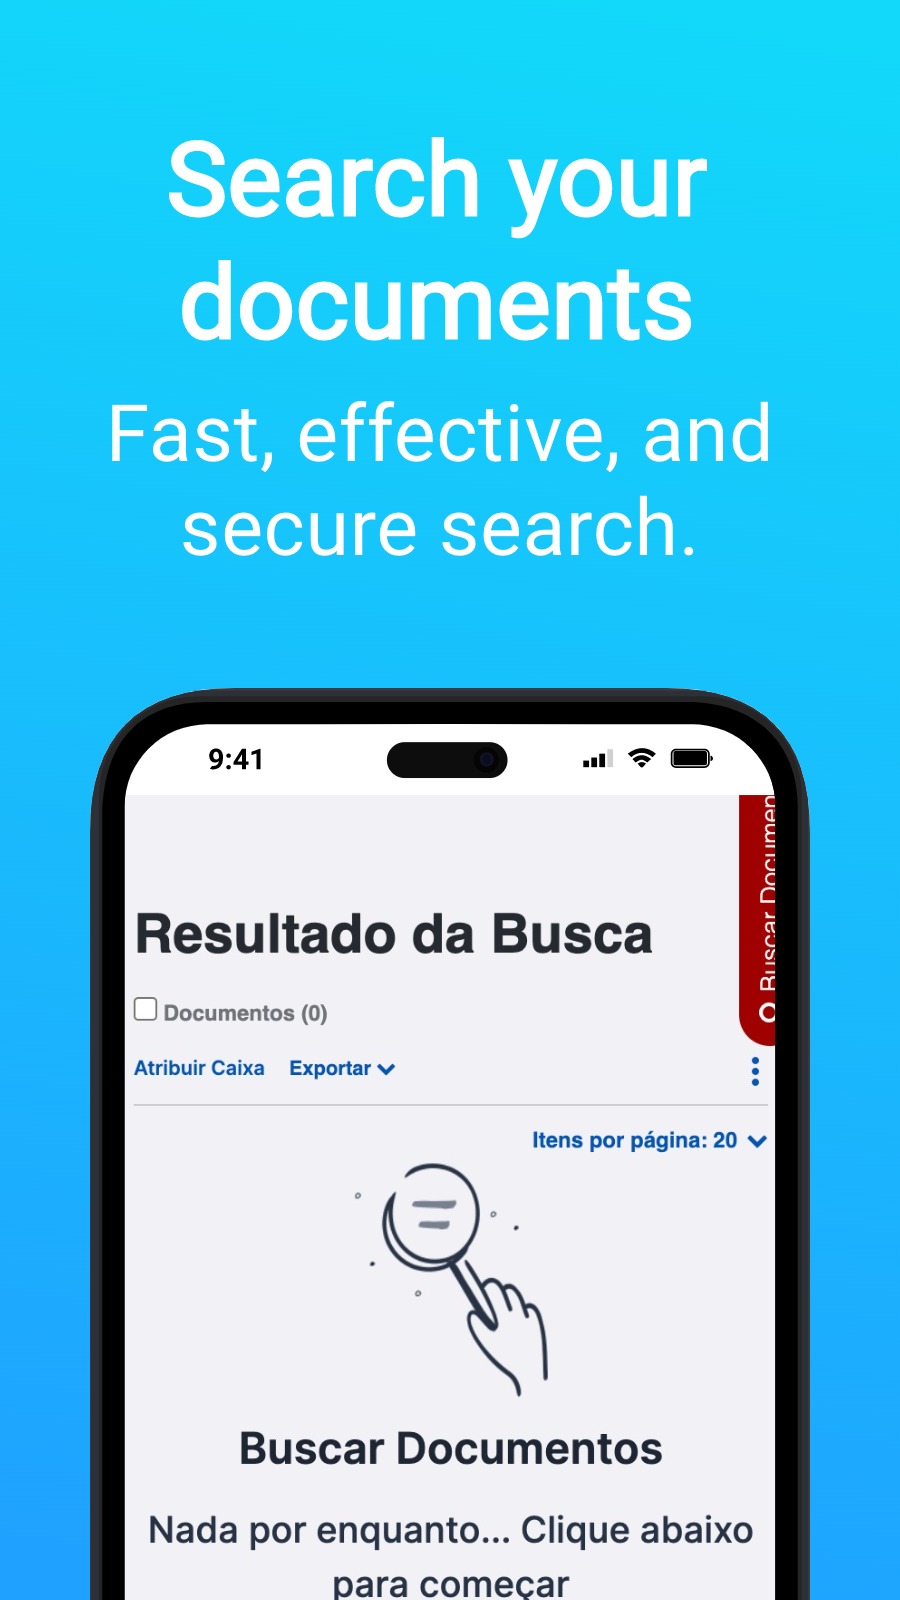 Search your
documents
Fast, effective, and
secure search.
9:41
Buscar Documen
Resultado da Busca
Documentos (0)
Atribuir Caixa Exportar
Itens por página: 20
Buscar Documentos
Nada por enquanto... Clique abaixo
para começar